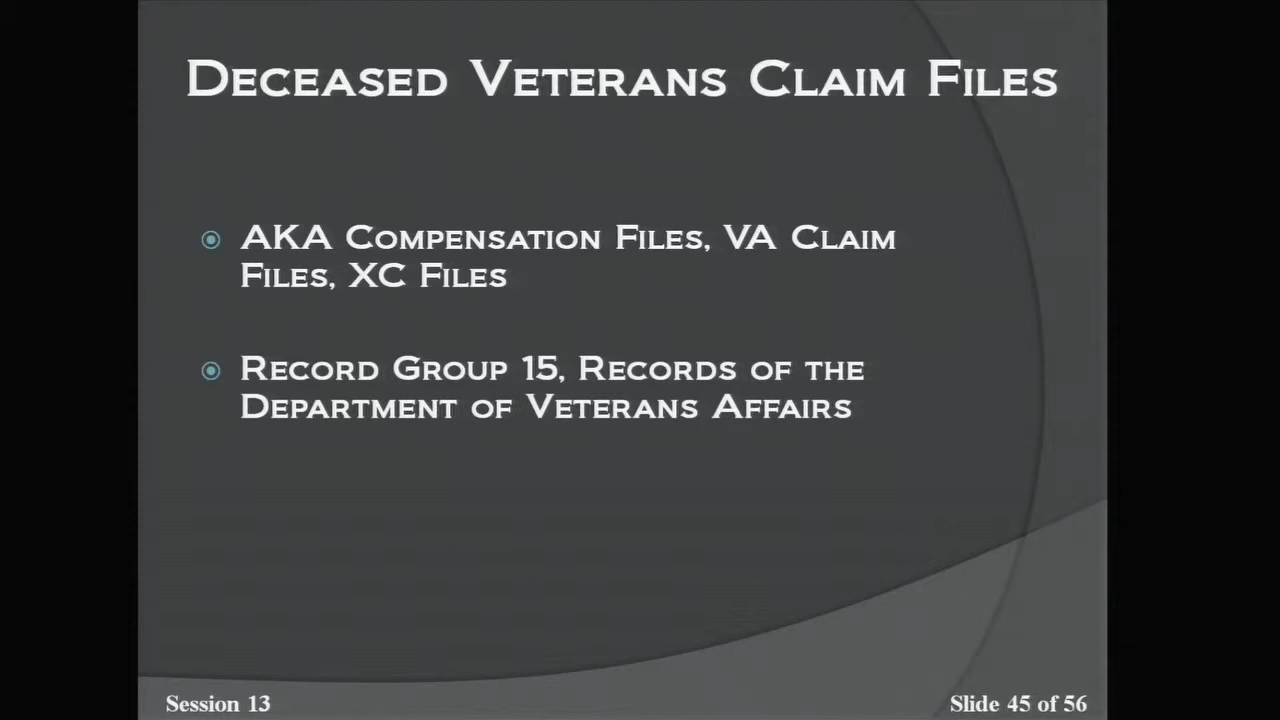 Deceased Veterans Claim Files
AKA Compensation Files, VA Claim
Files, XC Files
Record Group 15, Records of the
Department of Veterans Affairs
Session 13
Slide 45 of 56